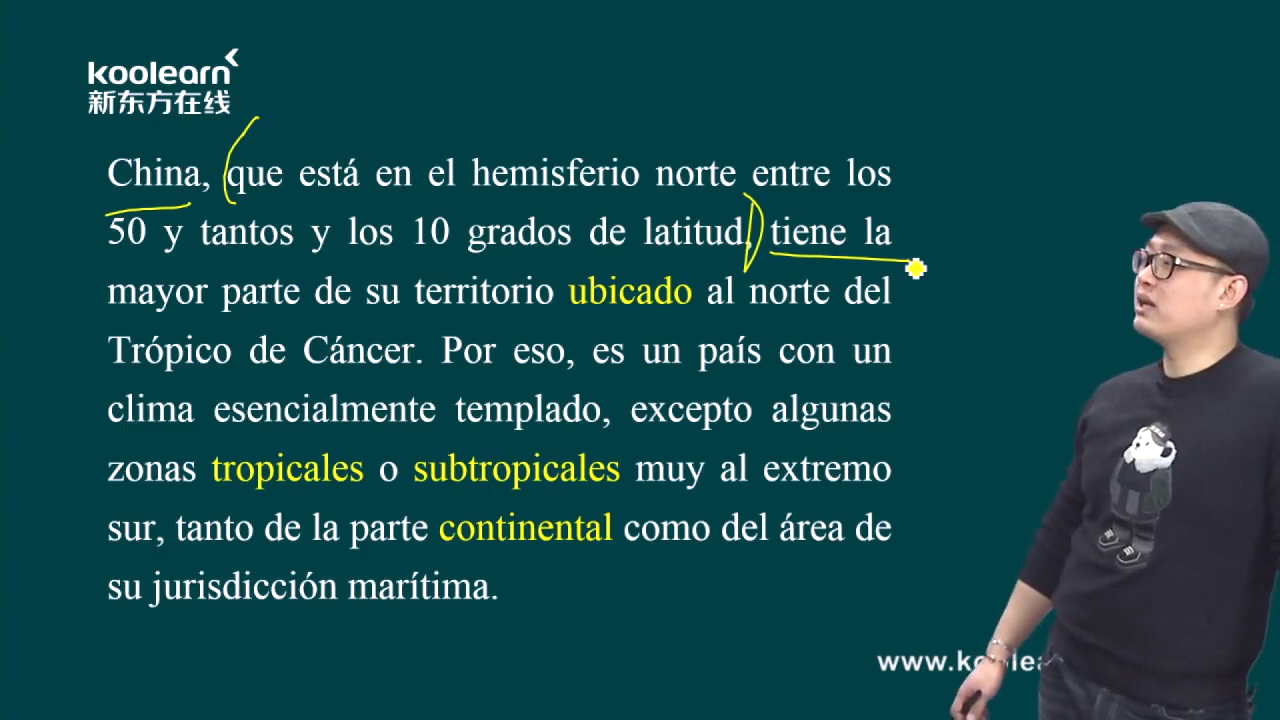 koolearn
新东方在线
China, que está en el hemisferio norte entre los
50 y tantos y los 10 grados de latitud, tiene la
mayor parte de su territorio ubicado al norte del
Trópico de Cáncer. Por eso, es un país con un
clima esencialmente templado, excepto algunas
zonas tropicales o subtropicales muy al extremo
sur, tanto de la parte continental como del área de
su jurisdicción marítima.